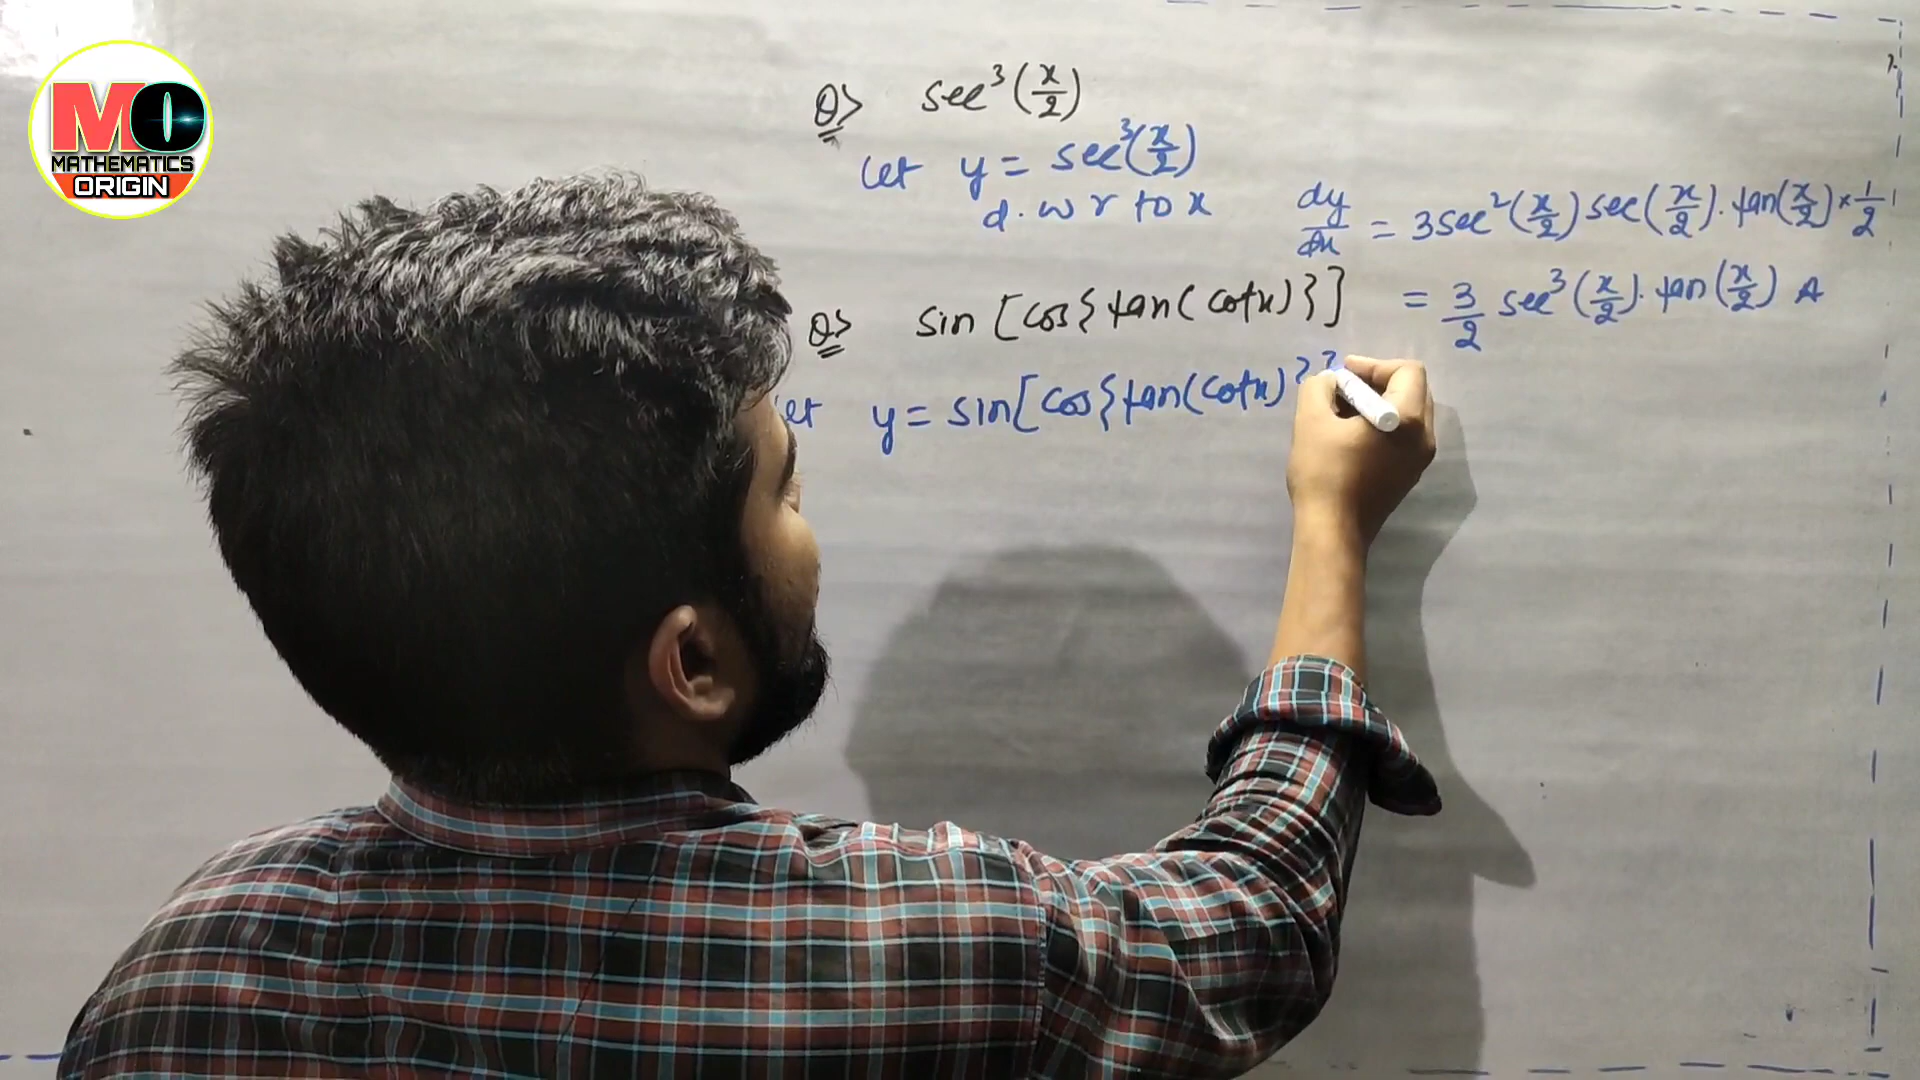 MO
MATHEMATICS
ORIGIN
Q> sec³(x/2)
Let y = sec³(x/2)
d. w r to x
dy/dx = 3sec²(x/2) sec(x/2). tan(x/2) × 1/2
= 3/2 sec³(x/2). tan(x/2) A
Q> sin [cos{tan(cotx)}]
Let y = sin[cos{tan(cotx)}